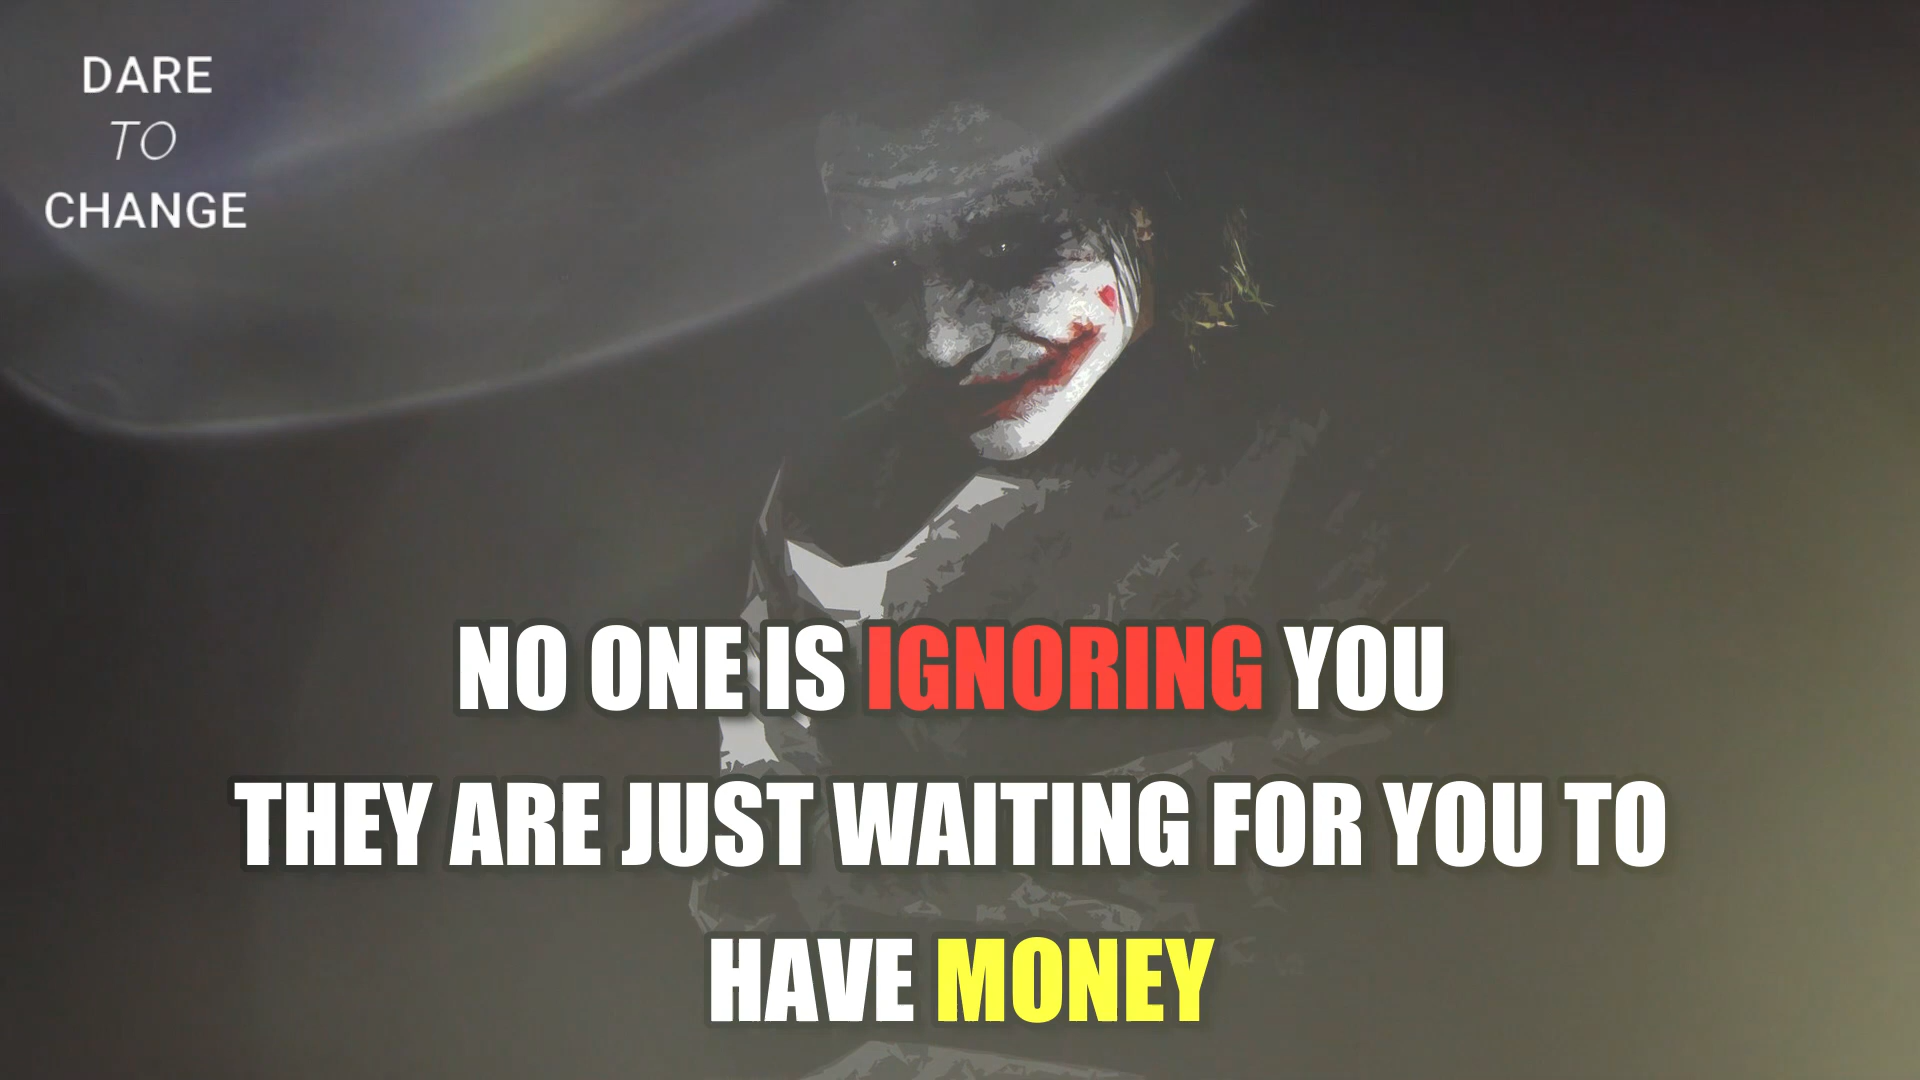 DARE
TO
CHANGE
NO ONE IS IGNORING YOU
THEY ARE JUST WAITING FOR YOU TO
HAVE MONEY